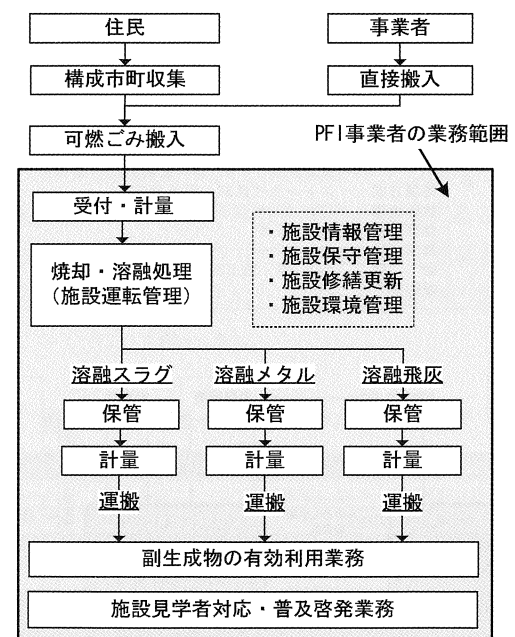 住民
事業者
構成市町収集
直接搬入
可燃ごみ搬入
PFI事業者の業務範囲
受付・計量
焼却・溶融処理
（施設運転管理）
・施設情報管理
・施設保守管理
・施設修繕更新
・施設環境管理
溶融スラグ
溶融メタル
溶融飛灰
保管
保管
保管
計量
計量
計量
運搬
運搬
運搬
副生成物の有効利用業務
施設見学者対応・普及啓発業務